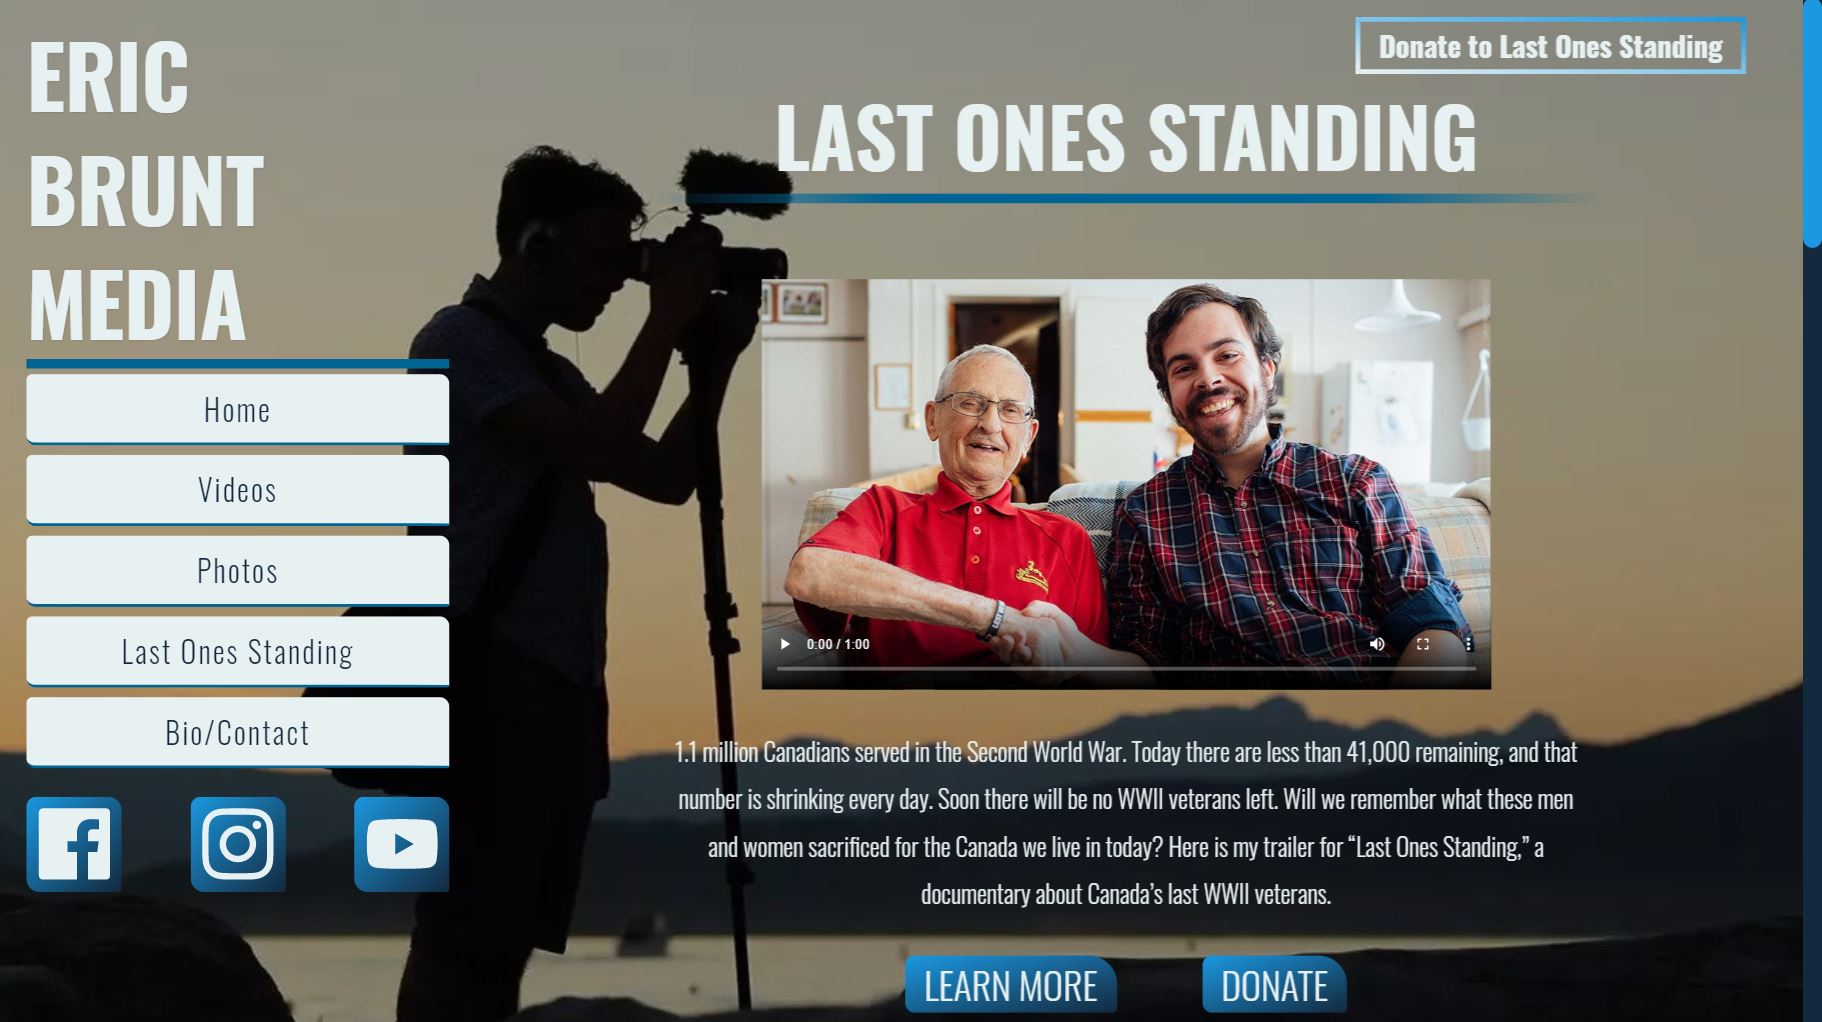 ERIC
BRUNT
MEDIA
Home
Videos
Photos
Last Ones Standing
Bio/Contact
Donate to Last Ones Standing
LAST ONES STANDING
0:00 / 1:00
1.1 million Canadians served in the Second World War. Today there are less than 41,000 remaining, and that
number is shrinking every day. Soon there will be no WWII veterans left. Will we remember what these men
and women sacrificed for the Canada we live in today? Here is my trailer for “Last Ones Standing,” a
documentary about Canada’s last WWII veterans.
LEARN MORE
DONATE